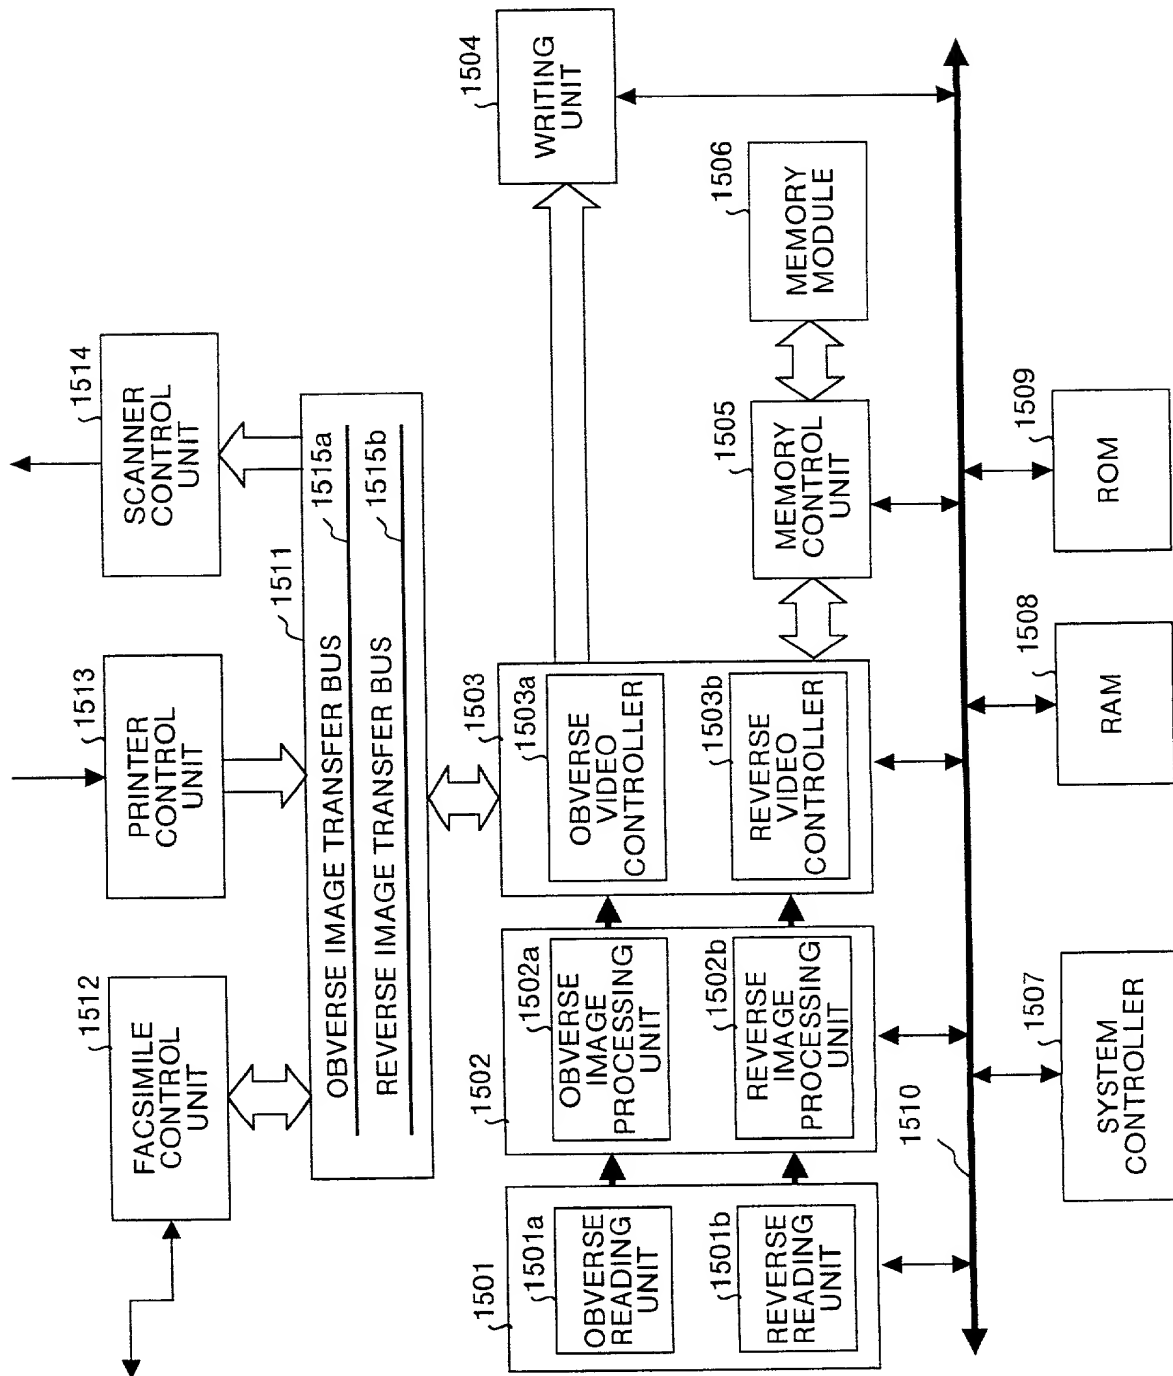 1512
FACSIMILE
CONTROL
UNIT
1513
PRINTER
CONTROL
UNIT
1514
SCANNER
CONTROL
UNIT
1511
OBVERSE IMAGE TRANSFER BUS
1515a
REVERSE IMAGE TRANSFER BUS
1515b
1501
1501a
OBVERSE
READING
UNIT
1501b
REVERSE
READING
UNIT
1502
1502a
OBVERSE
IMAGE
PROCESSING
UNIT
1502b
REVERSE
IMAGE
PROCESSING
UNIT
1503
1503a
OBVERSE
VIDEO
CONTROLLER
1503b
REVERSE
VIDEO
CONTROLLER
1504
WRITING
UNIT
1505
MEMORY
CONTROL
UNIT
1506
MEMORY
MODULE
1510
1507
SYSTEM
CONTROLLER
1508
RAM
1509
ROM